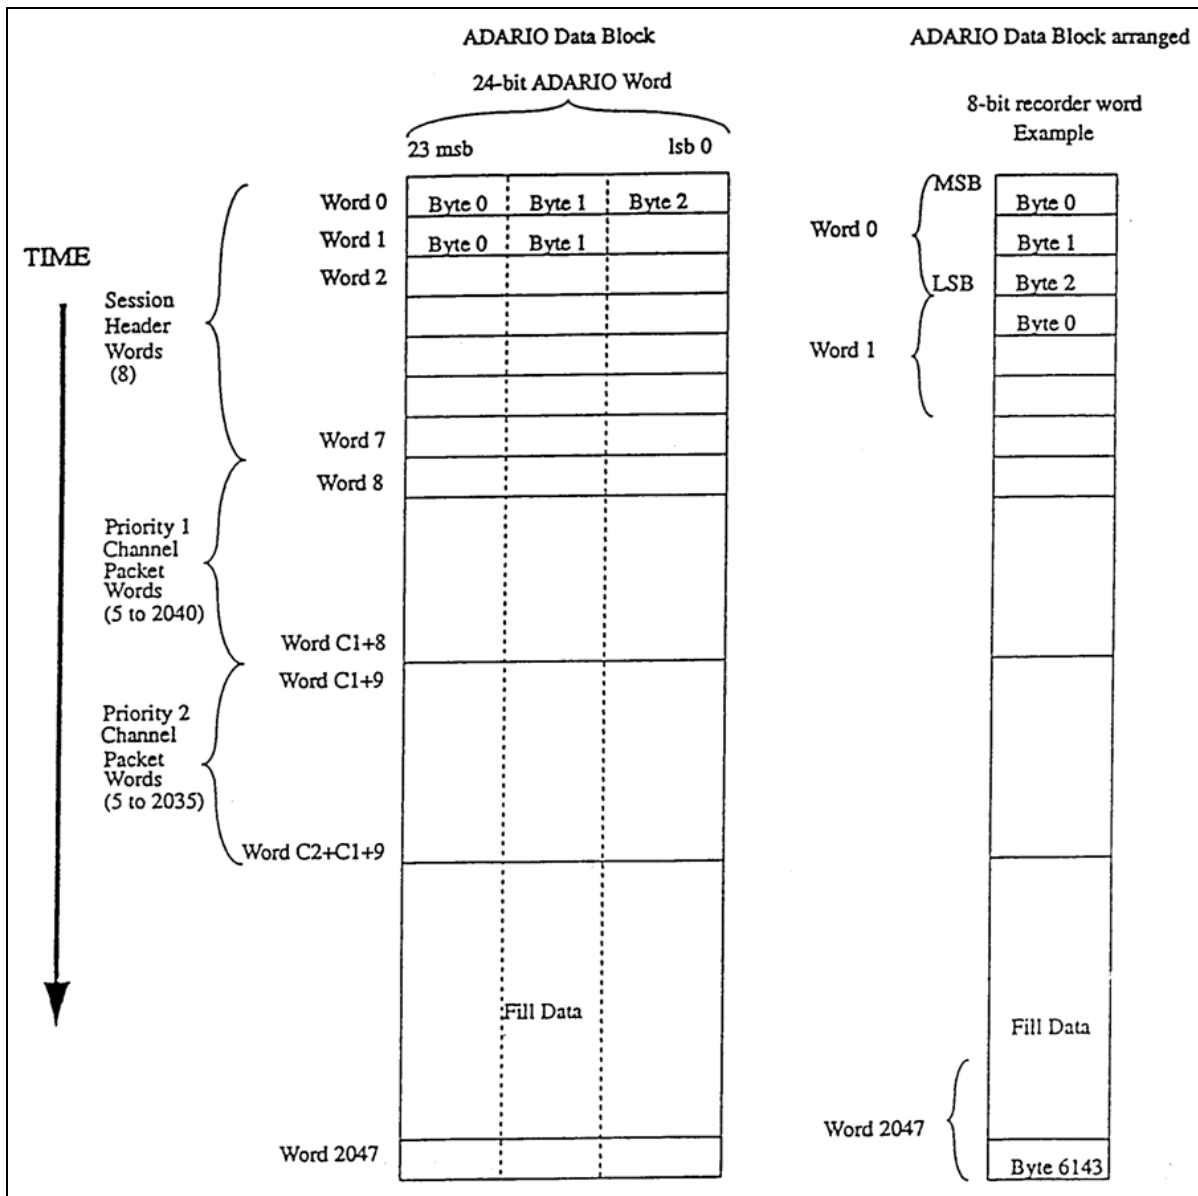 ADARIO Data Block
24-bit ADARIO Word
23 msb
lsb 0
TIME
Session
Header
Words
(8)
Priority 1
Channel
Packet
Words
(5 to 2040)
Priority 2
Channel
Packet
Words
(5 to 2035)
Word 0
Byte 0
Byte 1
Byte 2
Word 1
Byte 0
Byte 1
Word 2
Word 7
Word 8
Word C1+8
Word C1+9
Word C2+C1+9
Fill Data
Word 2047
ADARIO Data Block arranged
8-bit recorder word
Example
MSB
Word 0
LSB
Word 1
Byte 0
Byte 1
Byte 2
Byte 0
Fill Data
Word 2047
Byte 6143